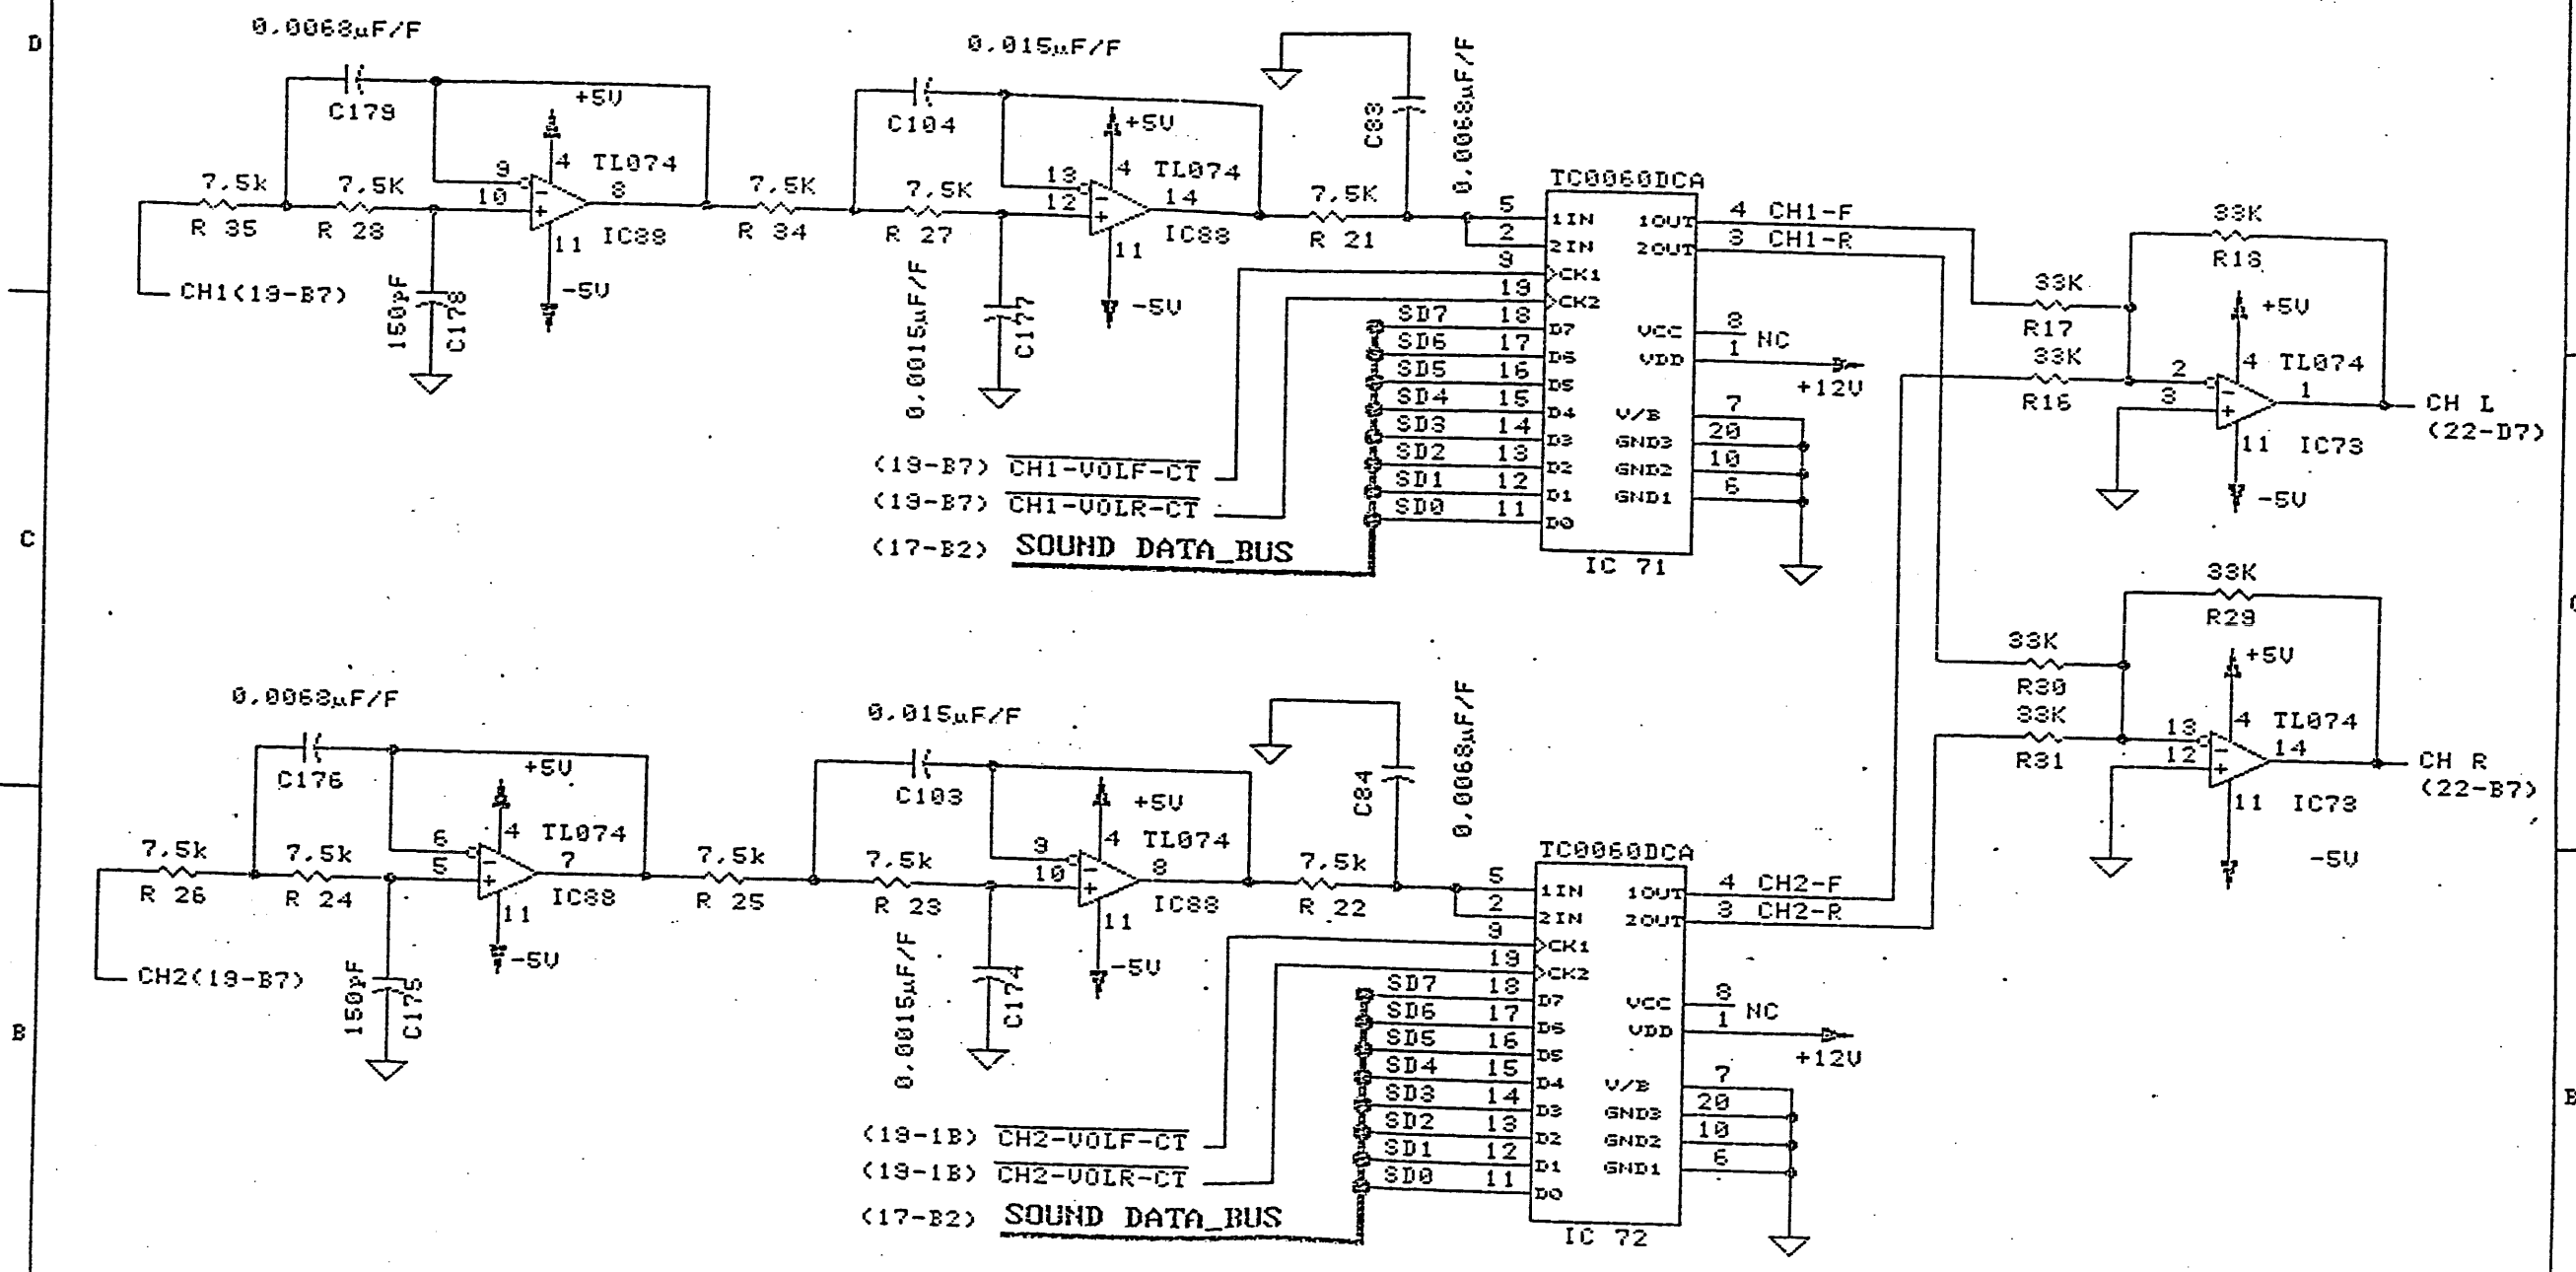 D
0.0068µF/F
0.015µF/F
0.0068µF/F
C179
+5V
C104
+5V
C83
7.5k
7.5K
9
10
4
TL074
8
7.5K
7.5K
13
12
4
TL074
14
7.5K
R 35
R 28
11
IC88
R 34
R 27
11
IC88
R 21
CH1(19-B7)
150pF
C178
-5V
0.0015µF/F
C177
-5V
TC0060DCA
5
1IN
1OUT
4
CH1-F
2
2IN
2OUT
3
CH1-R
9
CK1
19
CK2
SD7
18
D7
VCC
8
NC
SD6
17
D6
VDD
1
+12V
SD5
16
D5
SD4
15
D4
V/B
7
SD3
14
D3
GND3
20
SD2
13
D2
GND2
10
SD1
12
D1
GND1
6
SD0
11
D0
IC 71
(19-B7) CH1-VOLF-CT
(19-B7) CH1-VOLR-CT
(17-B2) SOUND DATA_BUS
33K
R18
33K
R17
+5V
33K
R16
2
3
4
TL074
1
11
IC73
-5V
CH L
(22-D7)
C
33K
R29
33K
R30
+5V
33K
R31
13
12
4
TL074
14
11
IC73
-5V
CH R
(22-B7)
0.0068µF/F
0.015µF/F
0.0068µF/F
C176
+5V
C103
+5V
C84
7.5k
7.5k
6
5
4
TL074
7
7.5k
7.5k
9
10
4
TL074
8
7.5k
R 26
R 24
11
IC88
R 25
R 23
11
IC88
R 22
CH2(19-B7)
150pF
C175
-5V
0.0015µF/F
C174
-5V
TC0060DCA
5
1IN
1OUT
4
CH2-F
2
2IN
2OUT
3
CH2-R
9
CK1
19
CK2
SD7
18
D7
VCC
8
NC
SD6
17
D6
VDD
1
+12V
SD5
16
D5
SD4
15
D4
V/B
7
SD3
14
D3
GND3
20
SD2
13
D2
GND2
10
SD1
12
D1
GND1
6
SD0
11
D0
IC 72
(19-1B) CH2-VOLF-CT
(19-1B) CH2-VOLR-CT
(17-B2) SOUND DATA_BUS
B
B